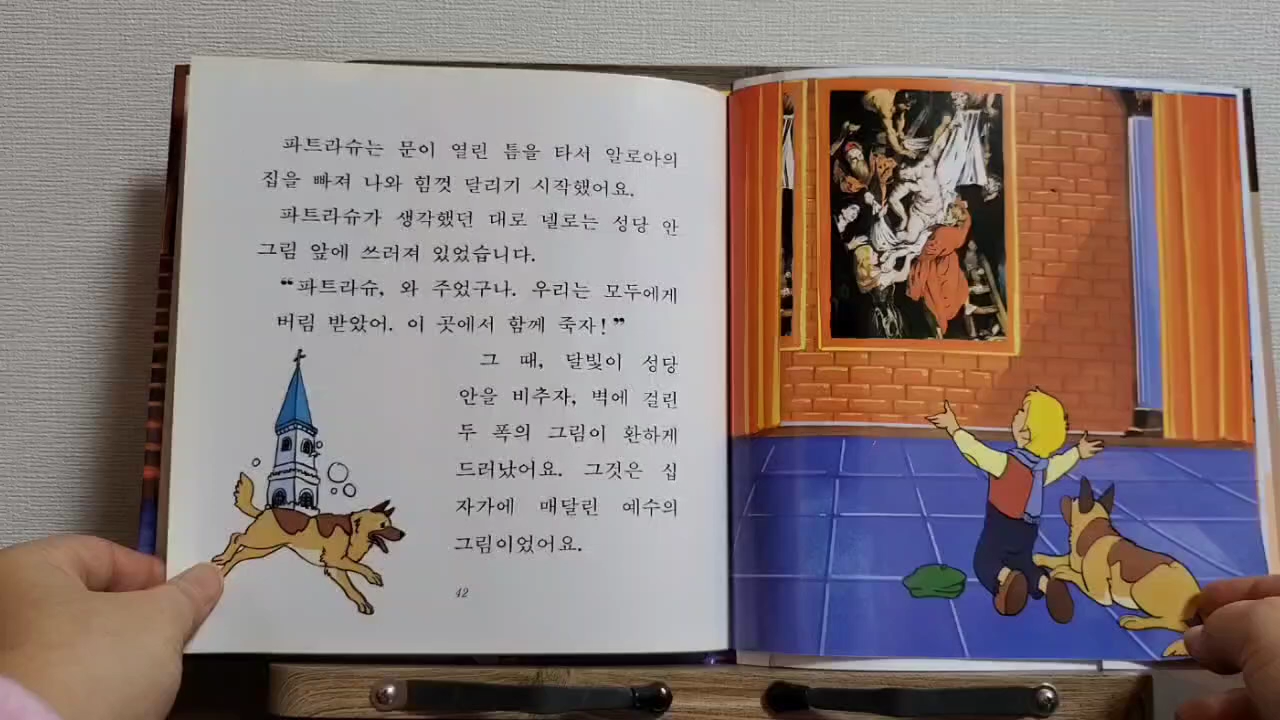 파트라슈는 문이 열린 틈을 타서 알로아의
집을 빠져 나와 힘껏 달리기 시작했어요.
파트라슈가 생각했던 대로 넬로는 성당 안
그림 앞에 쓰러져 있었습니다.
❝파트라슈, 와 주었구나. 우리는 모두에게
버림 받았어. 이 곳에서 함께 죽자!❞
그 때, 달빛이 성당
안을 비추자, 벽에 걸린
두 폭의 그림이 환하게
드러났어요. 그것은 십
자가에 매달린 예수의
그림이었어요.
42